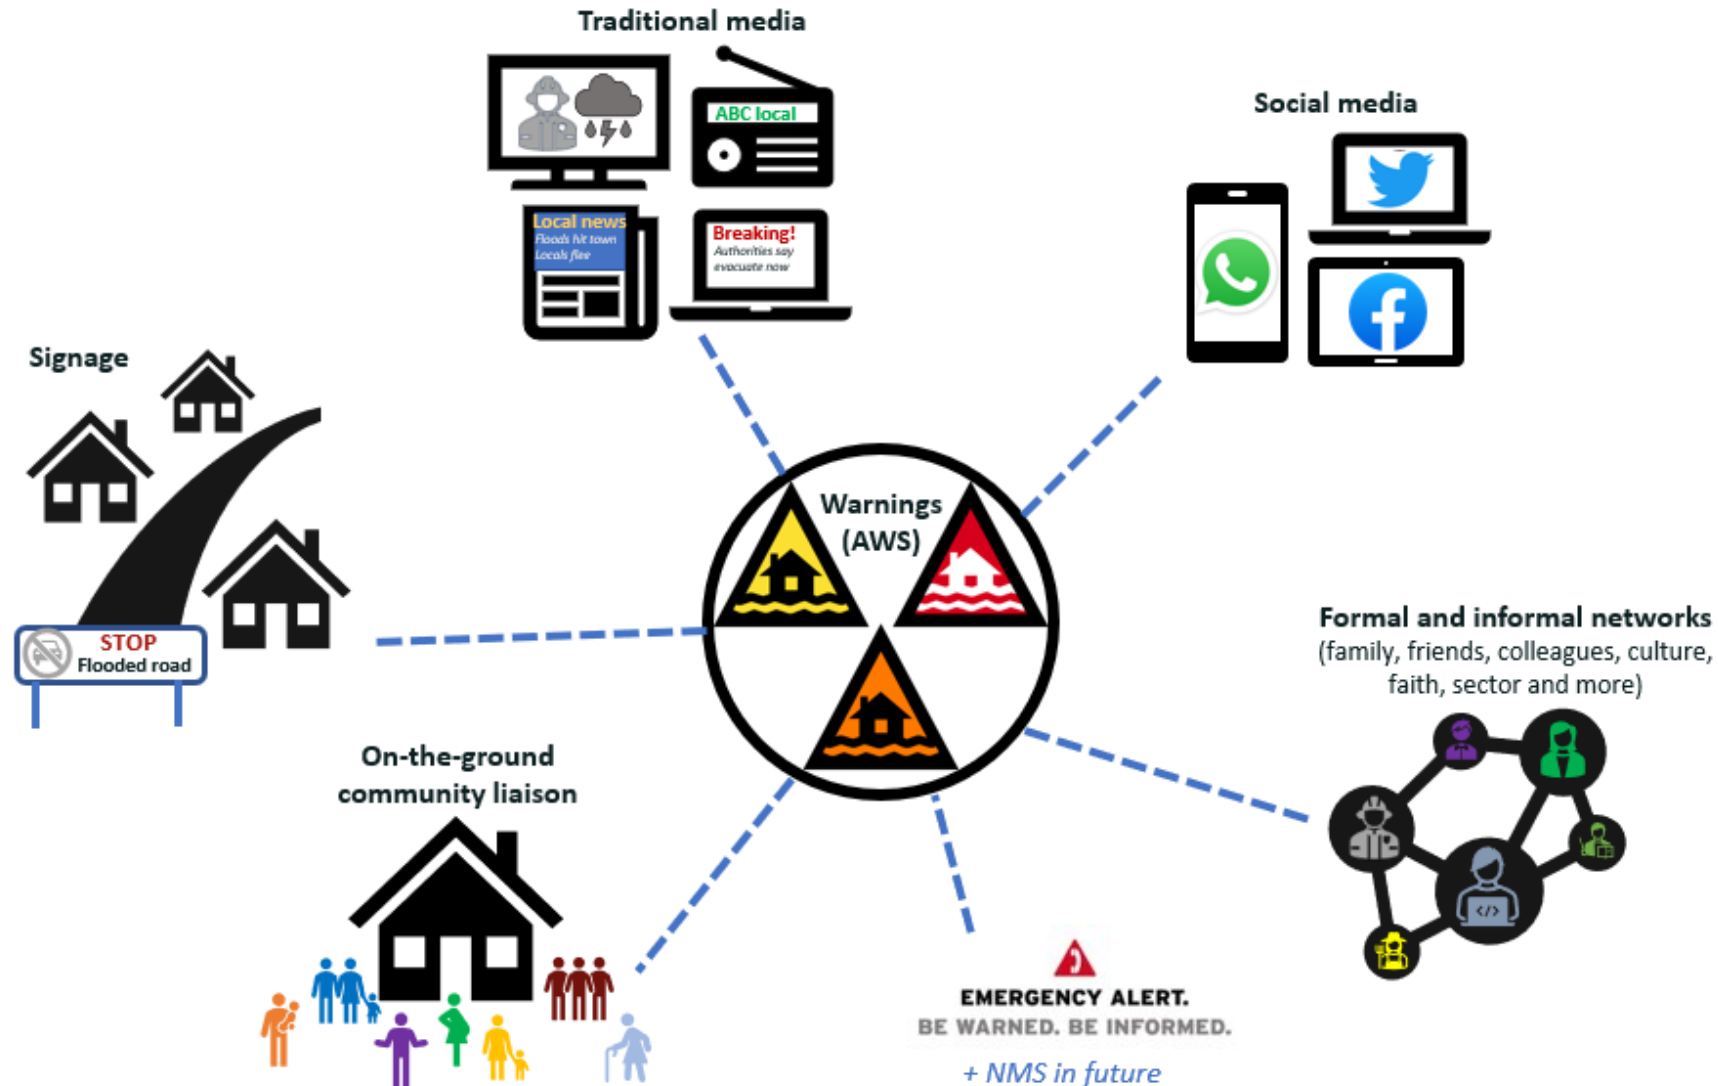 Traditional media
ABC local
Local news
Floods hit town
Locals flee
Breaking!
Authorities say
evacuate now
Social media
Signage
STOP
Flooded road
Warnings
(AWS)
Formal and informal networks
(family, friends, colleagues, culture,
faith, sector and more)
On-the-ground
community liaison
</>
EMERGENCY ALERT.
BE WARNED. BE INFORMED.
+ NMS in future